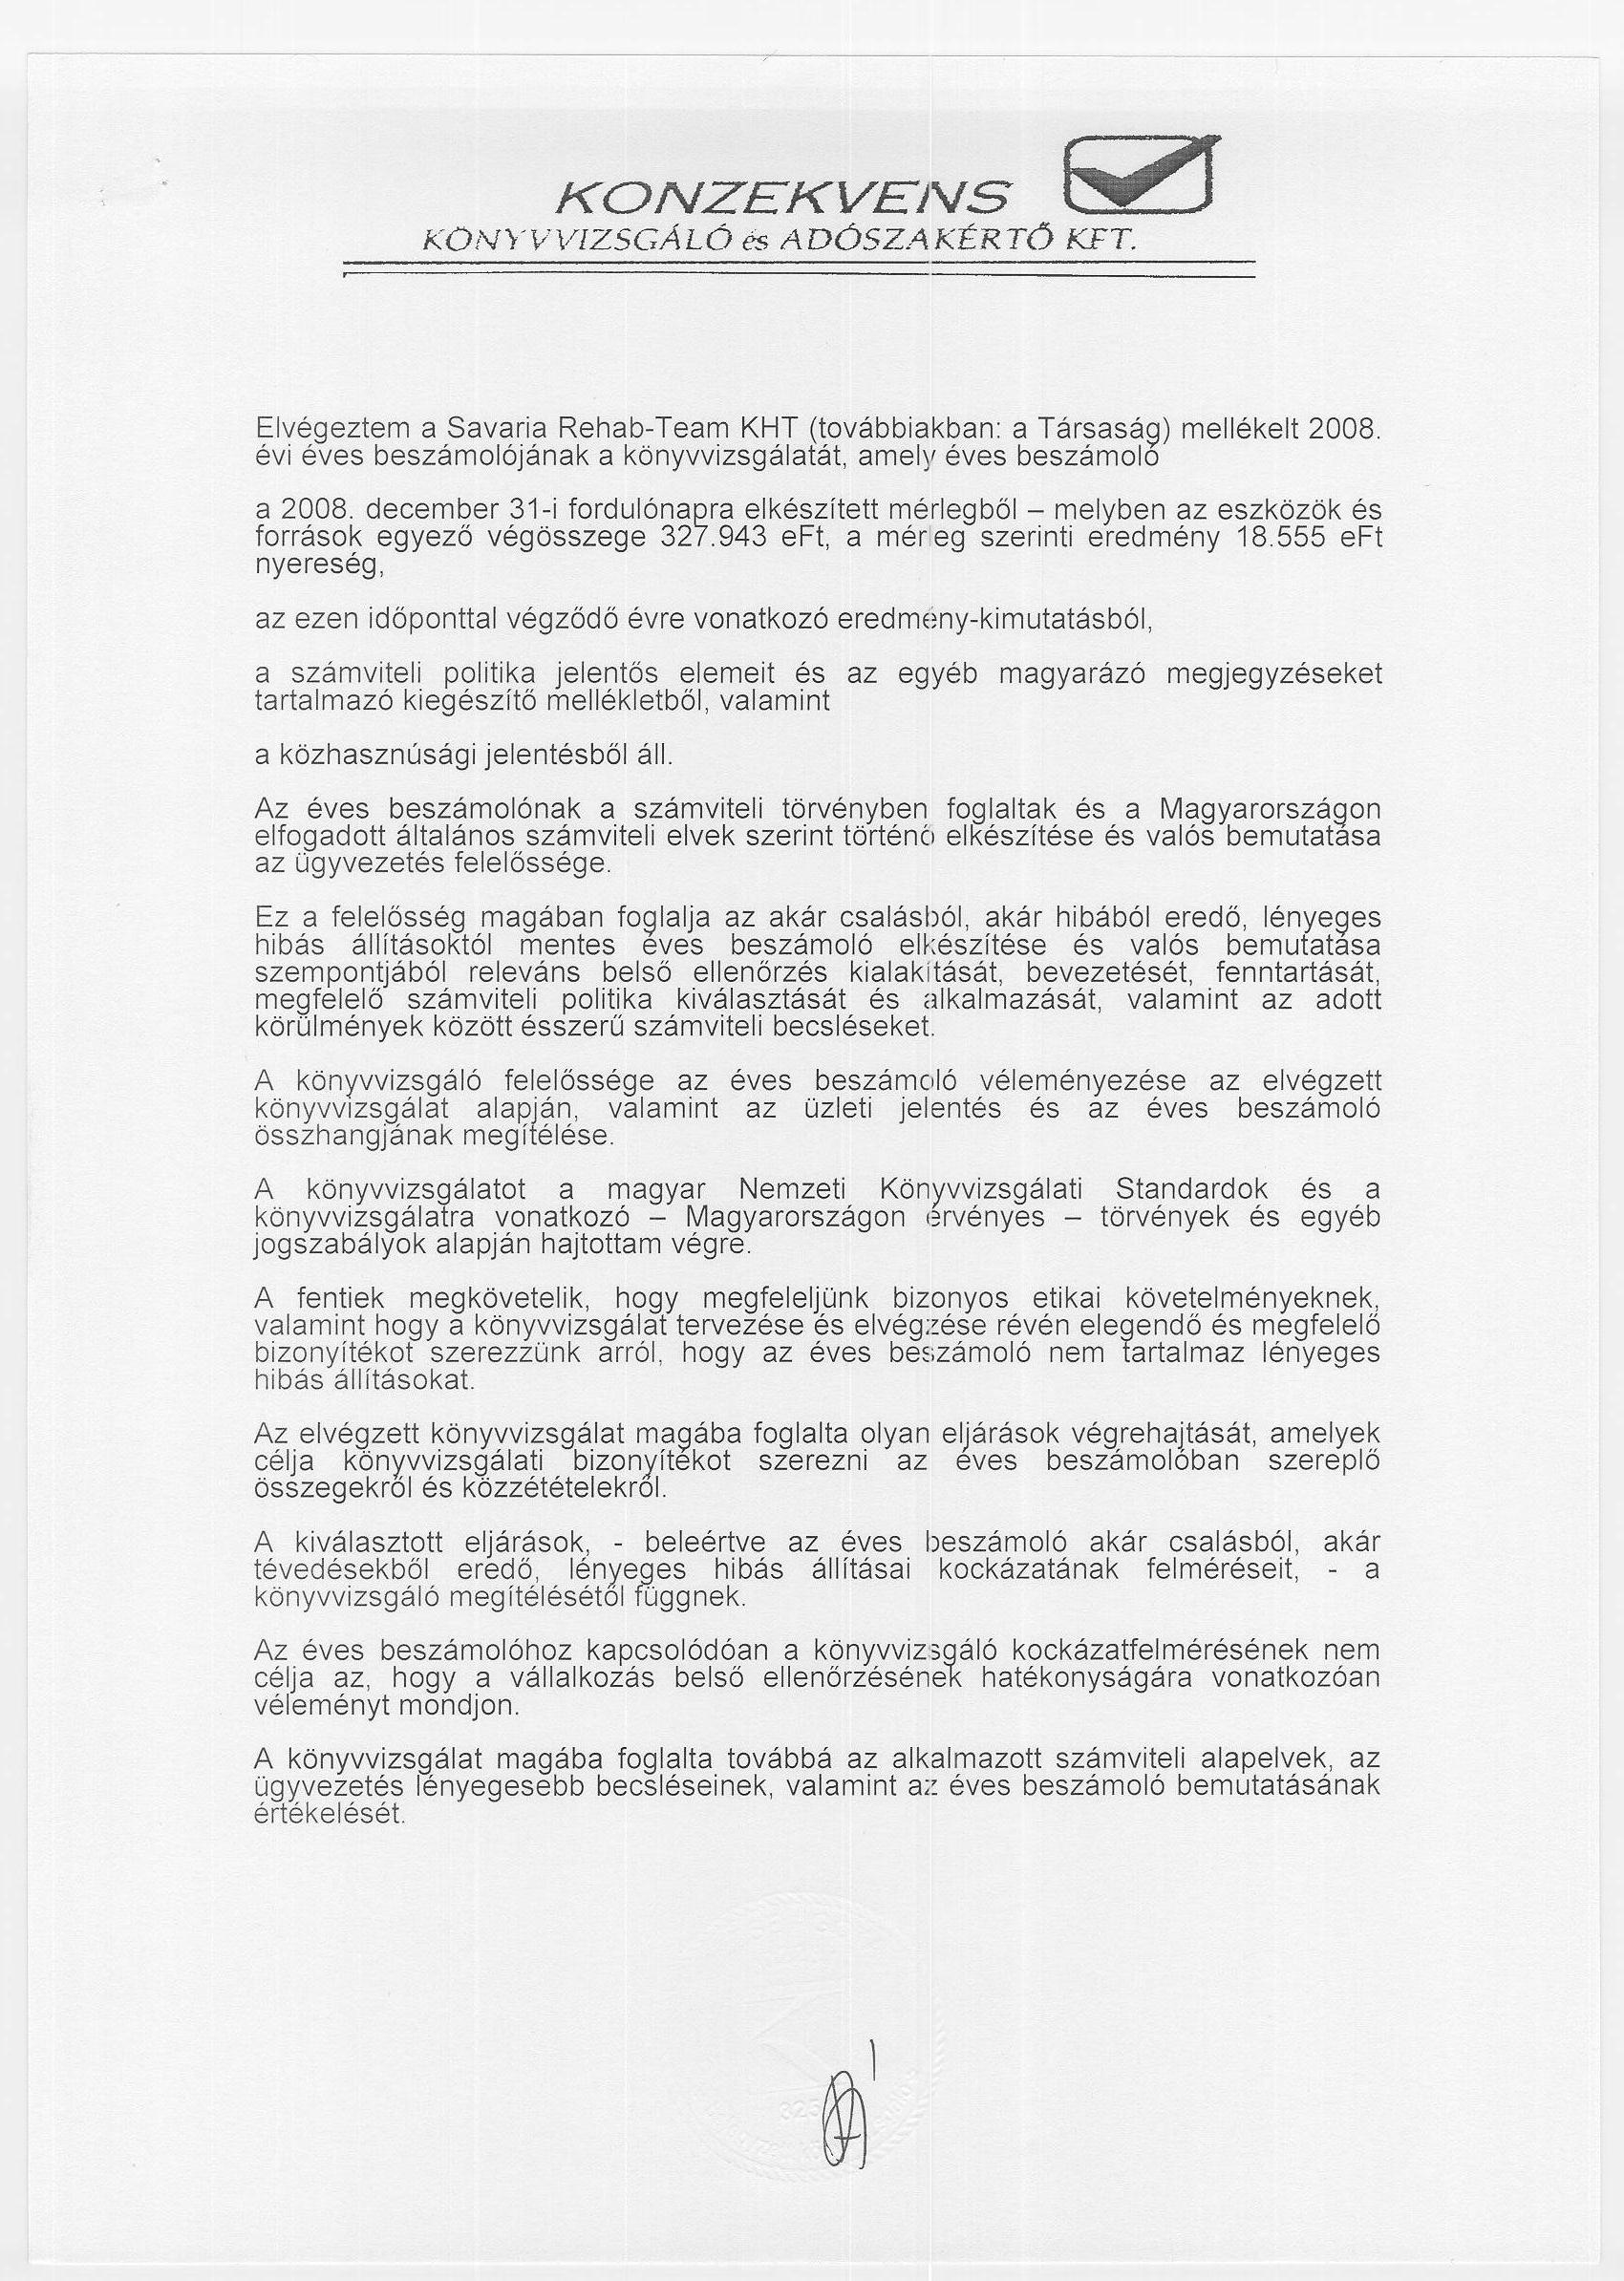 KONZEKVENS
KÖNYVVIZSGÁLÓ és ADÓSZAKÉRTŐ KFT.
Elvégeztem a Savaria Rehab-Team KHT (továbbiakban: a Társaság) mellékelt 2008.
évi éves beszámolójának a könyvvizsgálatát, amely éves beszámoló
a 2008. december 31-i fordulónapra elkészített mérlegből – melyben az eszközök és
források egyező végösszege 327.943 eFt, a mérleg szerinti eredmény 18.555 eFt
nyereség,
az ezen időponttal végződő évre vonatkozó eredmény-kimutatásból,
a számviteli politika jelentős elemeit és az egyéb magyarázó megjegyzéseket
tartalmazó kiegészítő mellékletből, valamint
a közhasznúsági jelentésből áll.
Az éves beszámolónak a számviteli törvényben foglaltak és a Magyarországon
elfogadott általános számviteli elvek szerint történő elkészítése és valós bemutatása
az ügyvezetés felelőssége.
Ez a felelősség magában foglalja az akár csalásból, akár hibából eredő, lényeges
hibás állításoktól mentes éves beszámoló elkészítése és valós bemutatása
szempontjából releváns belső ellenőrzés kialakítását, bevezetését, fenntartását,
megfelelő számviteli politika kiválasztását és alkalmazását, valamint az adott
körülmények között ésszerű számviteli becsléseket.
A könyvvizsgáló felelőssége az éves beszámoló véleményezése az elvégzett
könyvvizsgálat alapján, valamint az üzleti jelentés és az éves beszámoló
összhangjának megítélése.
A könyvvizsgálatot a magyar Nemzeti Könyvvizsgálati Standardok és a
könyvvizsgálatra vonatkozó – Magyarországon érvényes – törvények és egyéb
jogszabályok alapján hajtottam végre.
A fentiek megkövetelik, hogy megfeleljünk bizonyos etikai követelményeknek,
valamint hogy a könyvvizsgálat tervezése és elvégzése révén elegendő és megfelelő
bizonyítékot szerezzünk arról, hogy az éves beszámoló nem tartalmaz lényeges
hibás állításokat.
Az elvégzett könyvvizsgálat magába foglalta olyan eljárások végrehajtását, amelyek
célja könyvvizsgálati bizonyítékot szerezni az éves beszámolóban szereplő
összegekről és közzétételekről.
A kiválasztott eljárások, - beleértve az éves beszámoló akár csalásból, akár
tévedésekből eredő, lényeges hibás állításai kockázatának felméréseit, - a
könyvvizsgáló megítélésétől függnek.
Az éves beszámolóhoz kapcsolódóan a könyvvizsgáló kockázatfelmérésének nem
célja az, hogy a vállalkozás belső ellenőrzésének hatékonyságára vonatkozóan
véleményt mondjon.
A könyvvizsgálat magába foglalta továbbá az alkalmazott számviteli alapelvek, az
ügyvezetés lényegesebb becsléseinek, valamint az éves beszámoló bemutatásának
értékelését.